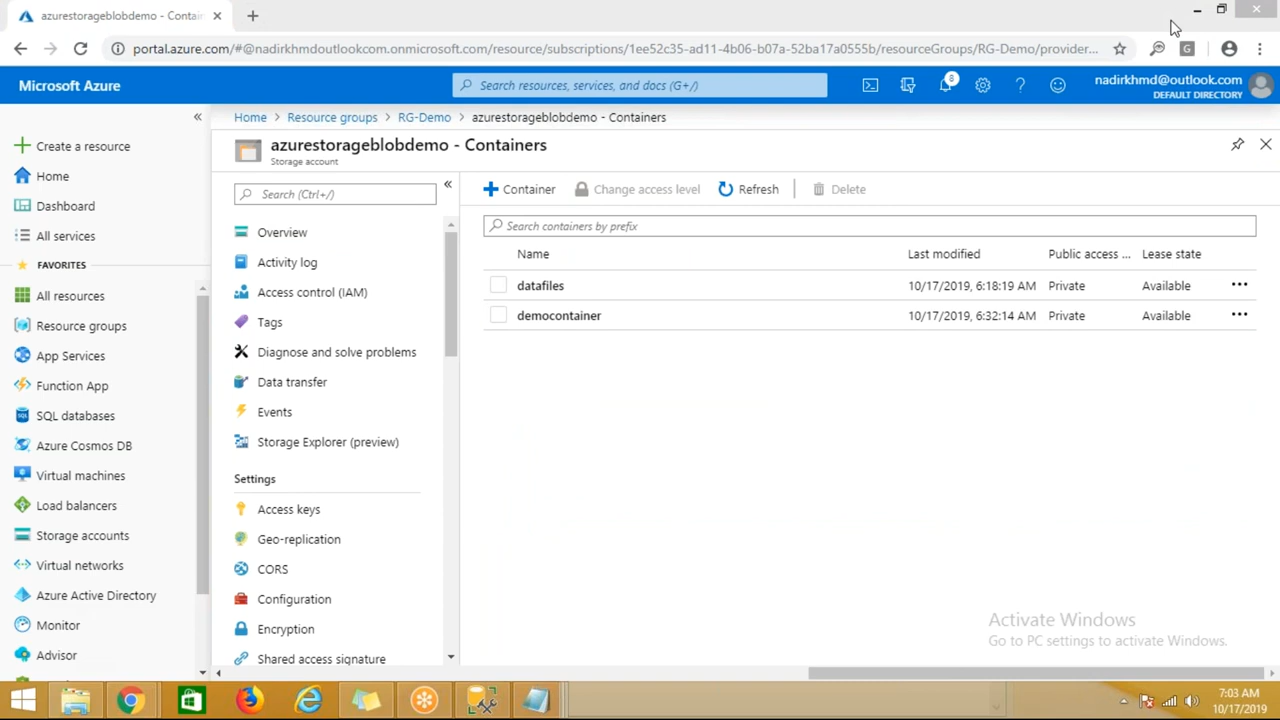 azurestorageblobdemo - Contain
portal.azure.com/#@nadirkhmdoutlookcom.onmicrosoft.com/resource/subscriptions/1ee52c35-ad11-4b06-b07a-52ba17a0555b/resourceGroups/RG-Demo/provider...
G
Microsoft Azure
Search resources, services, and docs (G+/)
8
nadirkhmd@outlook.com
DEFAULT DIRECTORY
Home > Resource groups > RG-Demo > azurestorageblobdemo - Containers
azurestorageblobdemo - Containers
Storage account
Create a resource
Home
Dashboard
All services
FAVORITES
All resources
Resource groups
App Services
Function App
SQL databases
Azure Cosmos DB
Virtual machines
Load balancers
Storage accounts
Virtual networks
Azure Active Directory
Monitor
Advisor
Search (Ctrl+/)
Overview
Activity log
Access control (IAM)
Tags
Diagnose and solve problems
Data transfer
Events
Storage Explorer (preview)
Settings
Access keys
Geo-replication
CORS
Configuration
Encryption
Shared access signature
Container Change access level Refresh Delete
Search containers by prefix
Name Last modified Public access ... Lease state
datafiles 10/17/2019, 6:18:19 AM Private Available
democontainer 10/17/2019, 6:32:14 AM Private Available
Activate Windows
Go to PC settings to activate Windows.
7:03 AM
10/17/2019